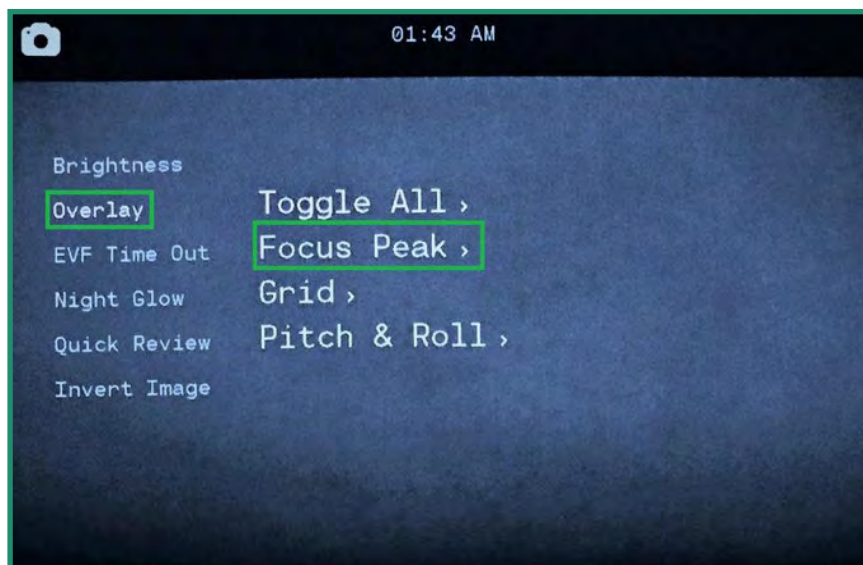 01:43 AM
Brightness
Overlay
EVF Time Out
Night Glow
Quick Review
Invert Image
Toggle All ›
Focus Peak ›
Grid ›
Pitch & Roll ›